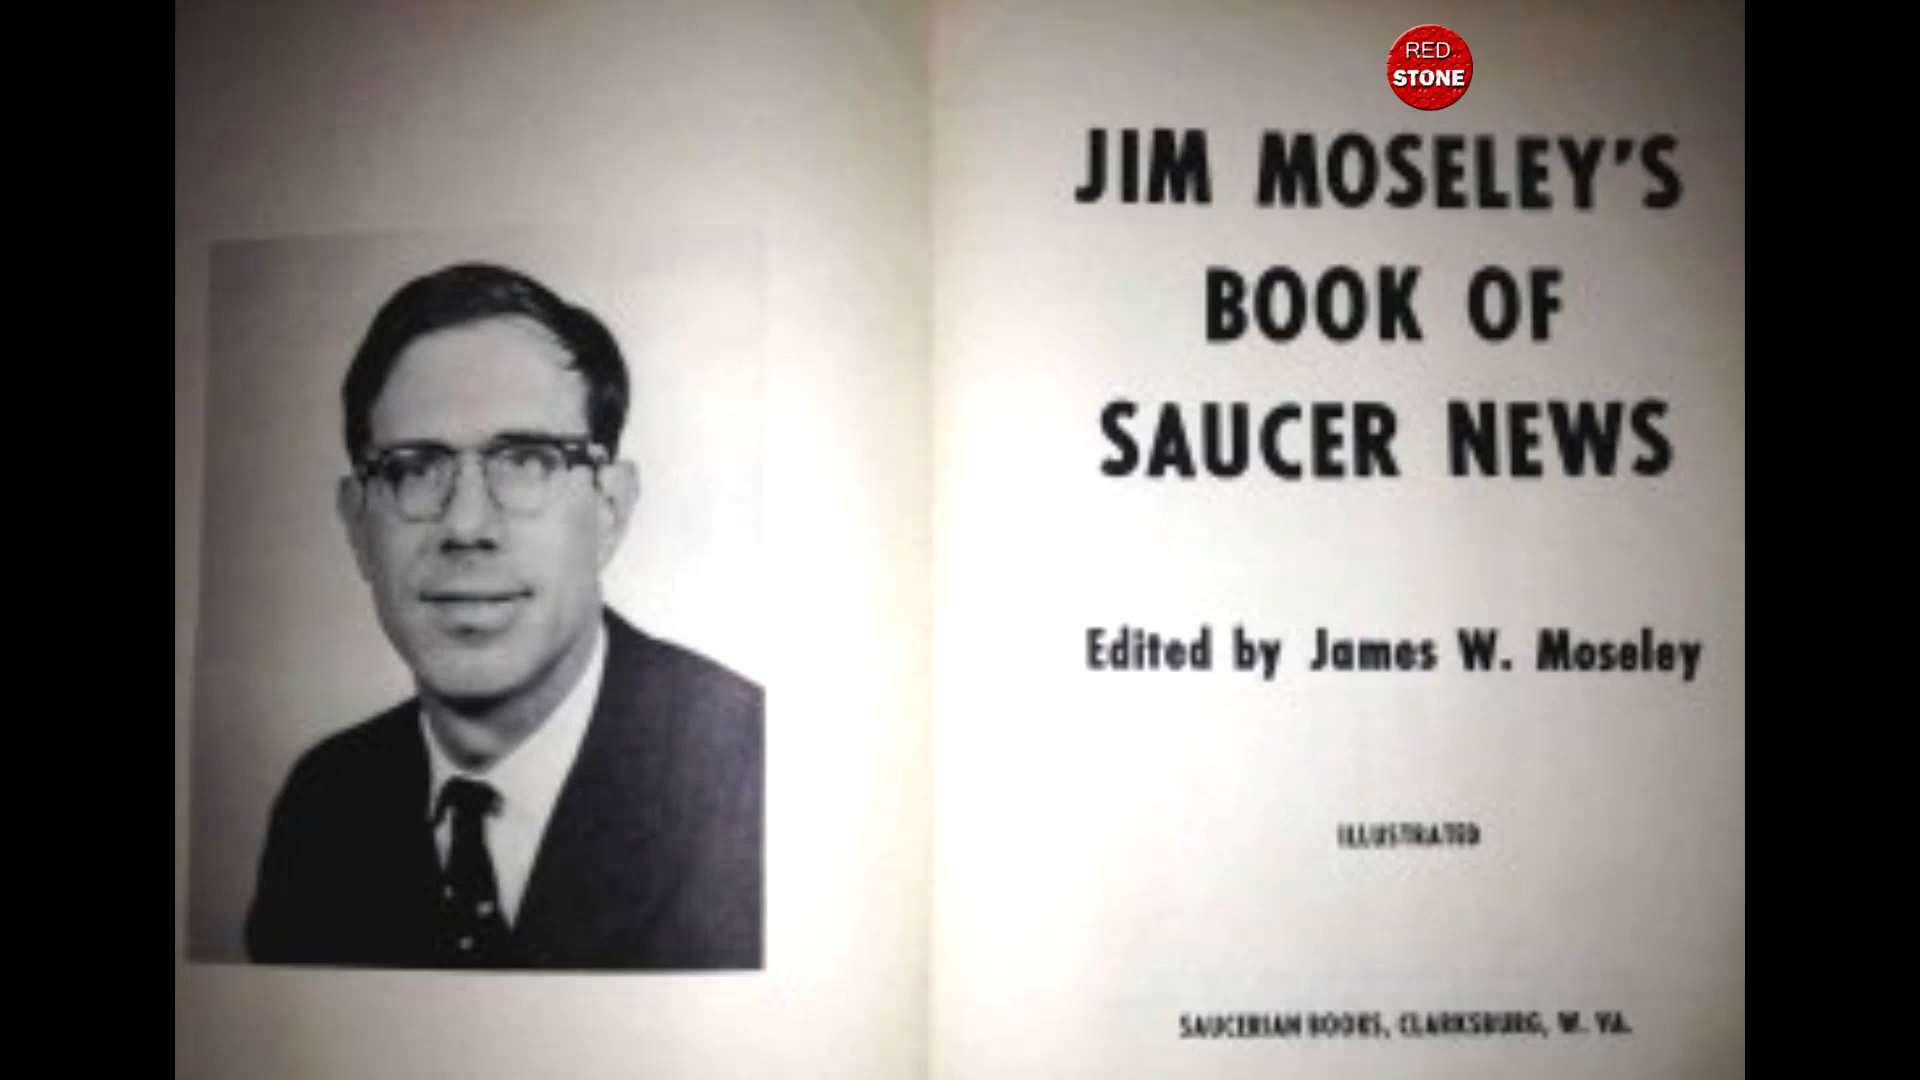 RED
STONE
JIM MOSELEY'S
BOOK OF
SAUCER NEWS
Edited by James W. Moseley
ILLUSTRATED
SAUCERIAN BOOKS, CLARKSBURG, W. VA.